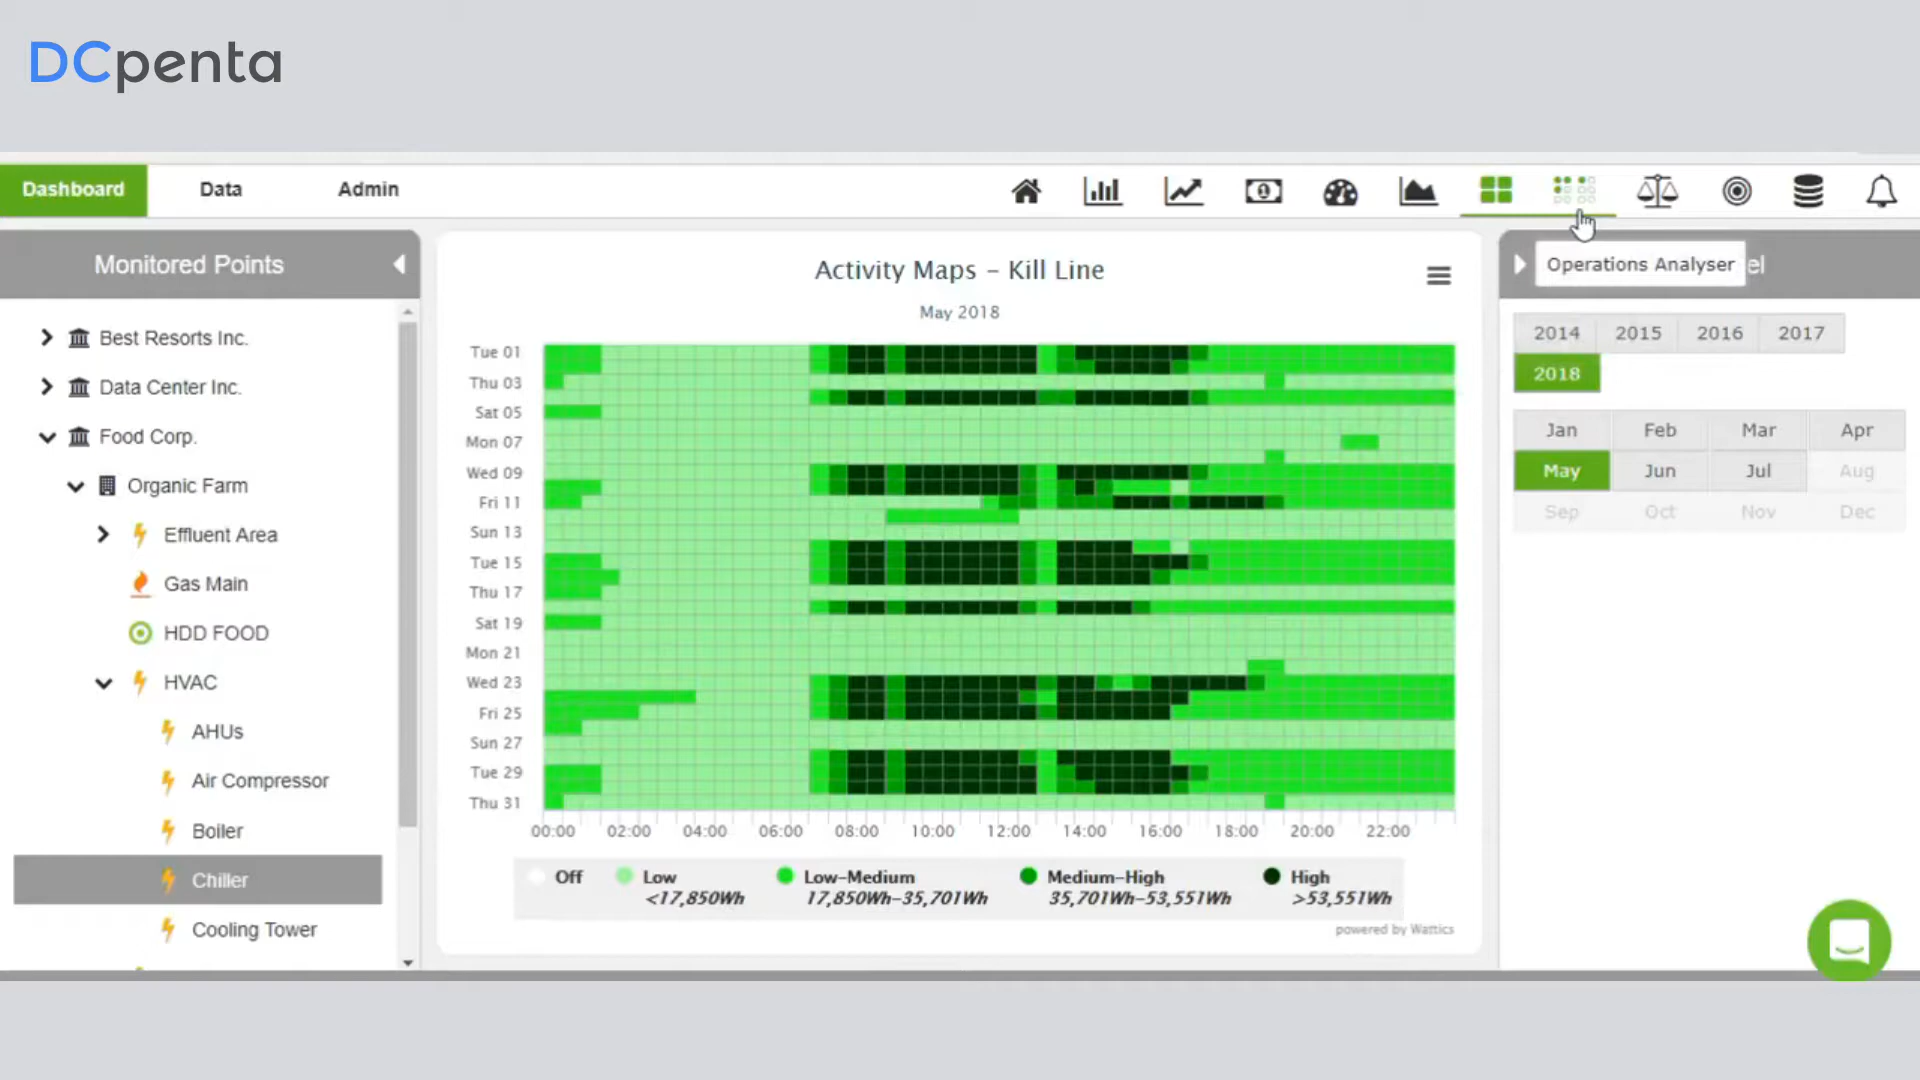 DCpenta
Dashboard Data Admin
Monitored Points
Best Resorts Inc.
Data Center Inc.
Food Corp.
Organic Farm
Effluent Area
Gas Main
HDD FOOD
HVAC
AHUs
Air Compressor
Boiler
Chiller
Cooling Tower
Activity Maps - Kill Line
May 2018
Tue 01
Thu 03
Sat 05
Mon 07
Wed 09
Fri 11
Sun 13
Tue 15
Thu 17
Sat 19
Mon 21
Wed 23
Fri 25
Sun 27
Tue 29
Thu 31
00:00 02:00 04:00 06:00 08:00 10:00 12:00 14:00 16:00 18:00 20:00 22:00
Off Low Low-Medium Medium-High High
<17,850Wh 17,850Wh-35,701Wh 35,701Wh-53,551Wh >53,551Wh
powered by Wattics
Operations Analyser el
2014 2015 2016 2017
2018
Jan Feb Mar Apr
May Jun Jul Aug
Sep Oct Nov Dec